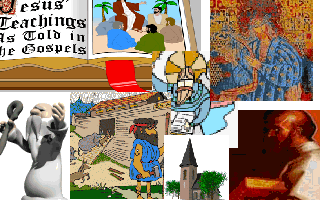 Jesus'
Teachings
As Told in
the Gospels